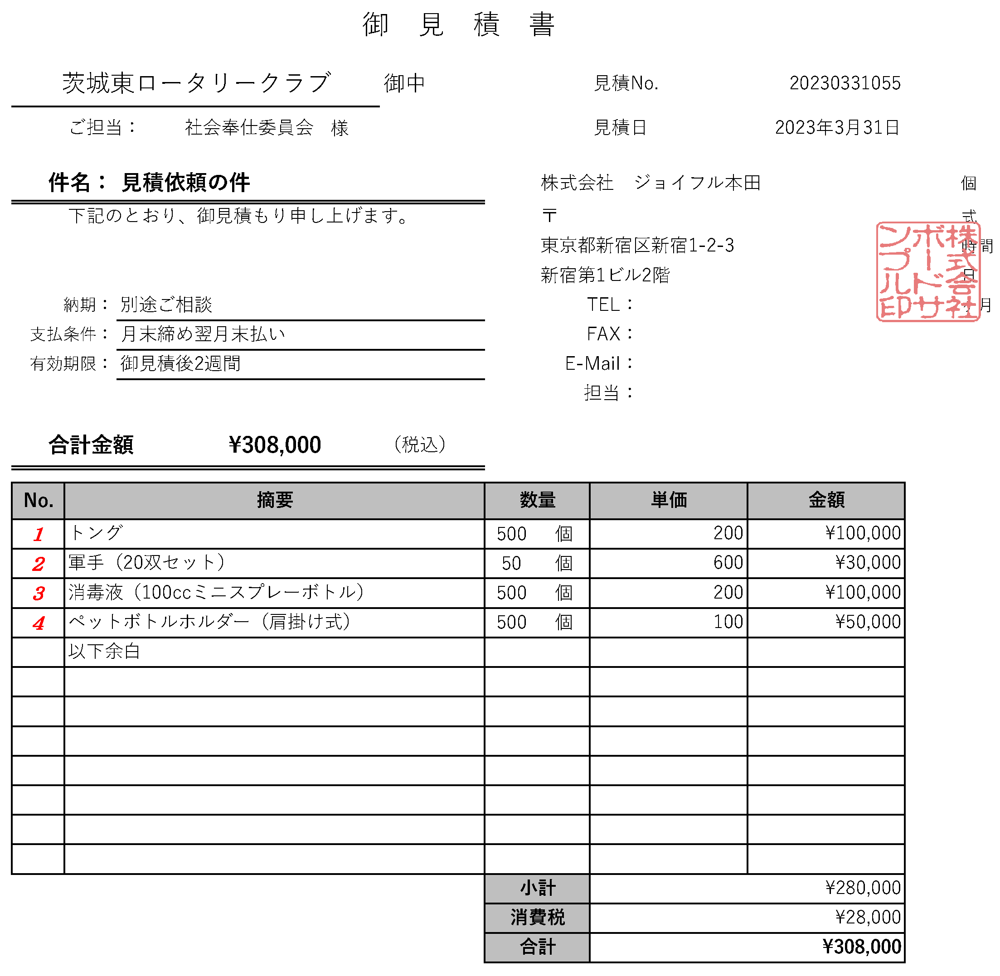 御 見 積 書
茨城東ロータリークラブ 御中
見積No. 20230331055
ご担当： 社会奉仕委員会 様
見積日 2023年3月31日
件名： 見積依頼の件
下記のとおり、御見積もり申し上げます。
株式会社 ジョイフル本田
〒
東京都新宿区新宿1-2-3
新宿第1ビル2階
TEL：
FAX：
E-Mail：
担当：
個
式
時間
日
ヶ月
株式会社
ボードサ
ンプル印
納期： 別途ご相談
支払条件： 月末締め翌月末払い
有効期限： 御見積後2週間
合計金額 ¥308,000 （税込）
No. 摘要 数量 単価 金額
1 トング 500 個 200 ¥100,000
2 軍手（20双セット） 50 個 600 ¥30,000
3 消毒液（100ccミニスプレーボトル） 500 個 200 ¥100,000
4 ペットボトルホルダー（肩掛け式） 500 個 100 ¥50,000
以下余白
小計 ¥280,000
消費税 ¥28,000
合計 ¥308,000